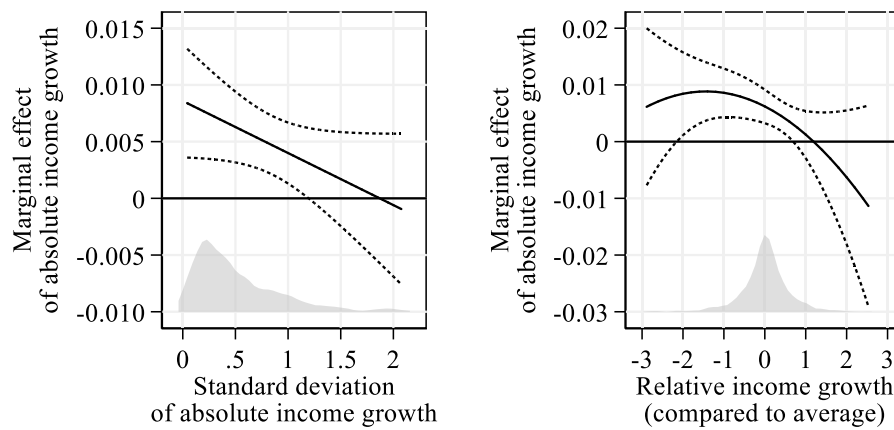 Marginal effect
of absolute income growth
0.015
0.010
0.005
0
-0.005
-0.010
0 .5 1 1.5 2
Standard deviation
of absolute income growth
Marginal effect
of absolute income growth
0.02
0.01
0
-0.01
-0.02
-0.03
-3 -2 -1 0 1 2 3
Relative income growth
(compared to average)